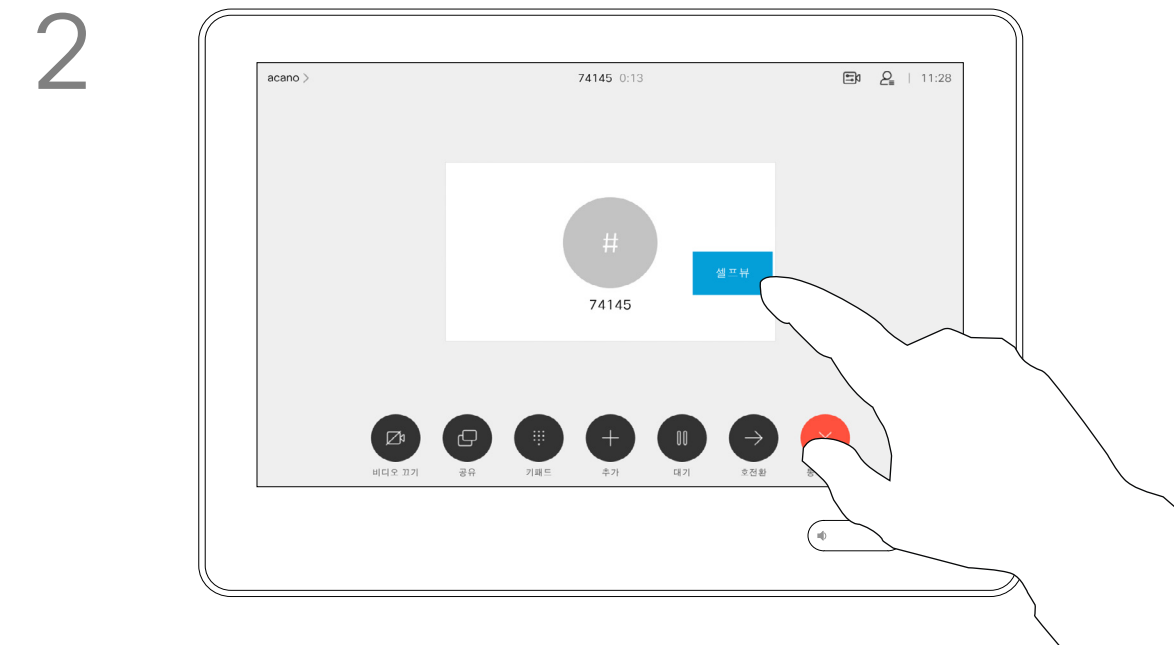 2
acano >
74145 0:13
11:28
#
셀프뷰
74145
비디오 끄기
공유
키패드
추가
대기
호전환